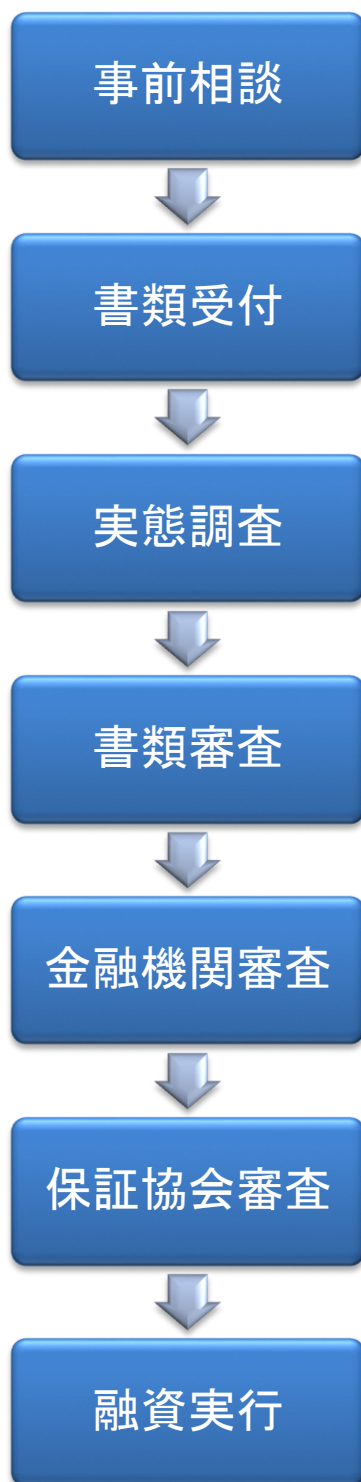 事前相談
書類受付
実態調査
書類審査
金融機関審査
保証協会審査
融資実行